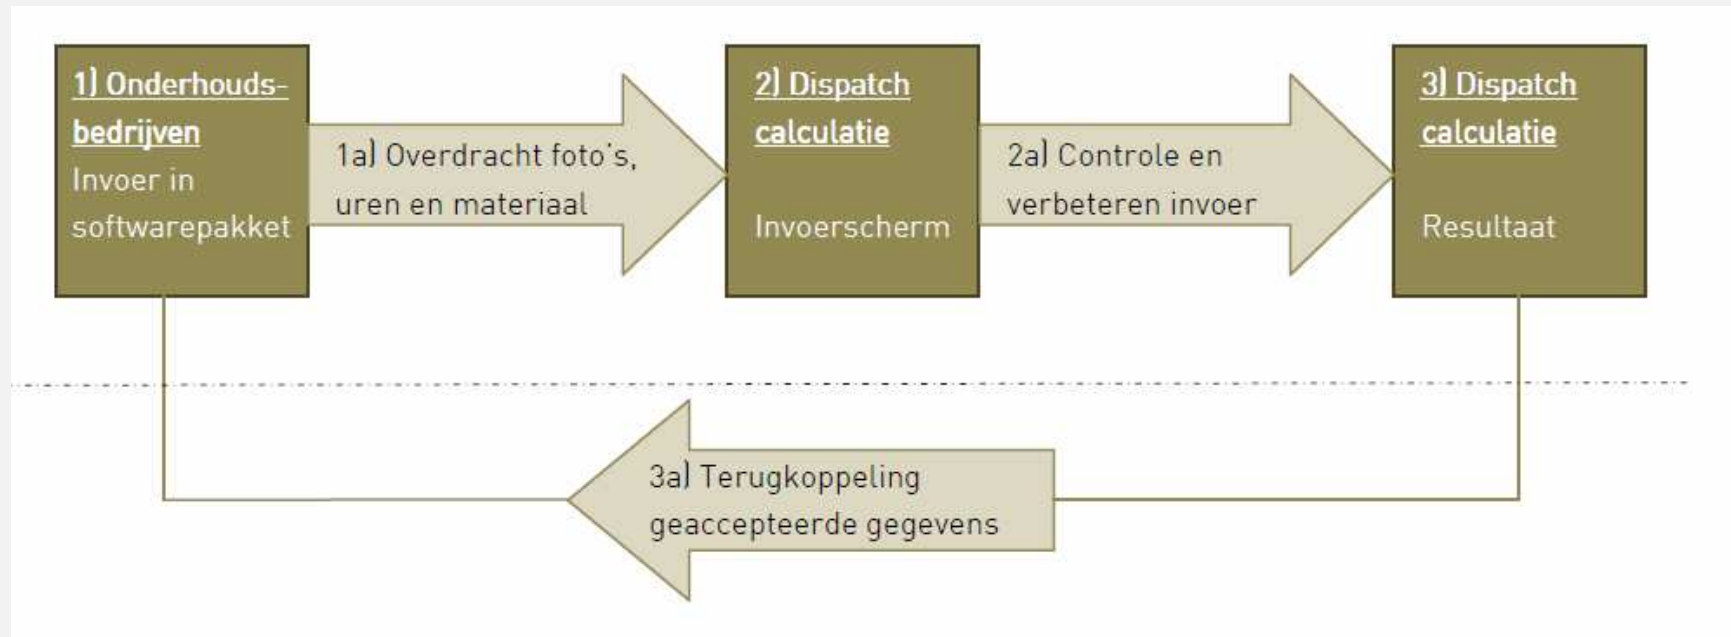 1) Onderhouds-
bedrijven
Invoer in
softwarepakket
1a) Overdracht foto's,
uren en materiaal
2) Dispatch
calculatie
Invoerscherm
2a) Controle en
verbeteren invoer
3) Dispatch
calculatie
Resultaat
3a) Terugkoppeling
geaccepteerde gegevens